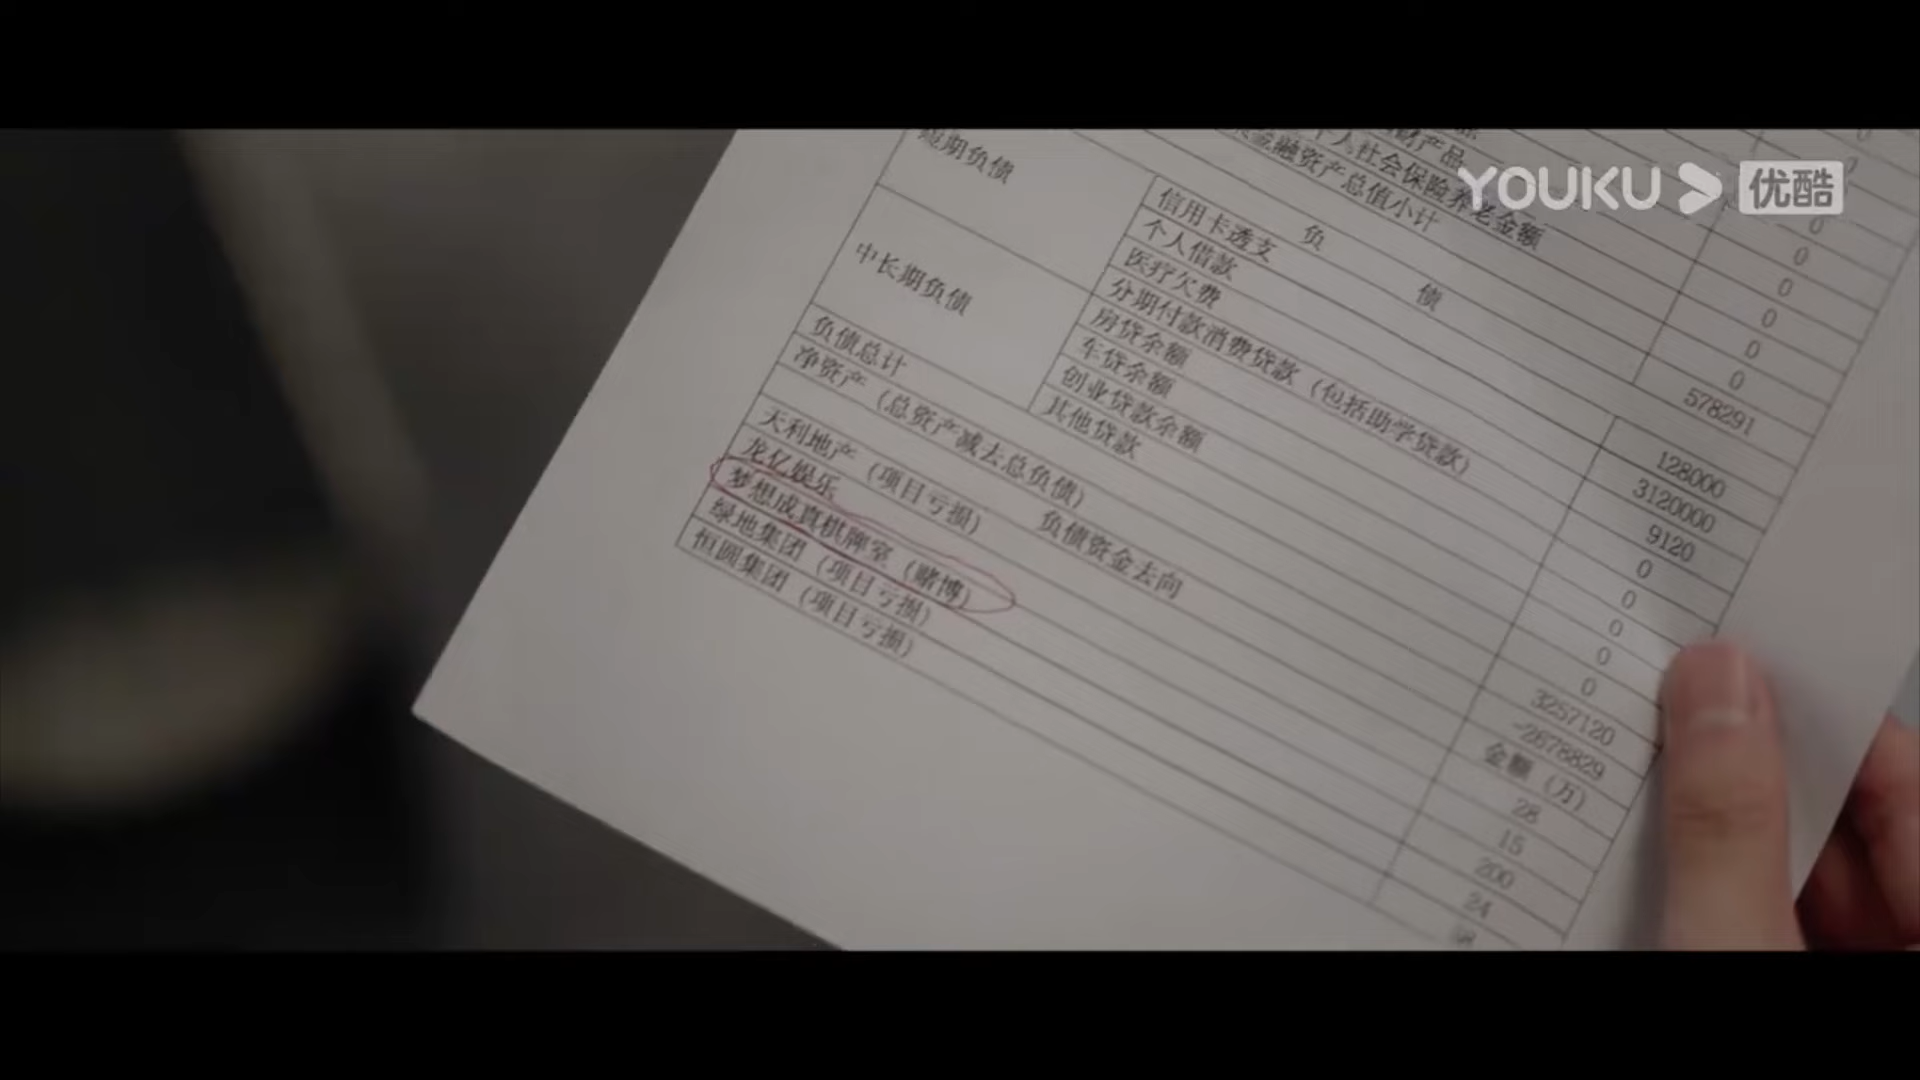 YOUKU 优酷
个人社会保险养老金额 0
金融资产总值小计 578291
负 债
短期负债 信用卡透支 128000
个人借款 3120000
医疗欠费 9120
分期付款消费贷款（包括助学贷款） 0
中长期负债 房贷余额 0
车贷余额 0
创业贷款余额 0
其他贷款 0
负债总计 3257120
净资产（总资产减去总负债） -2678829
负债资金去向 金额（万）
天利地产（项目亏损） 28
龙亿娱乐 15
梦想成真棋牌室（赌博） 200
绿地集团（项目亏损） 24
恒圆集团（项目亏损）